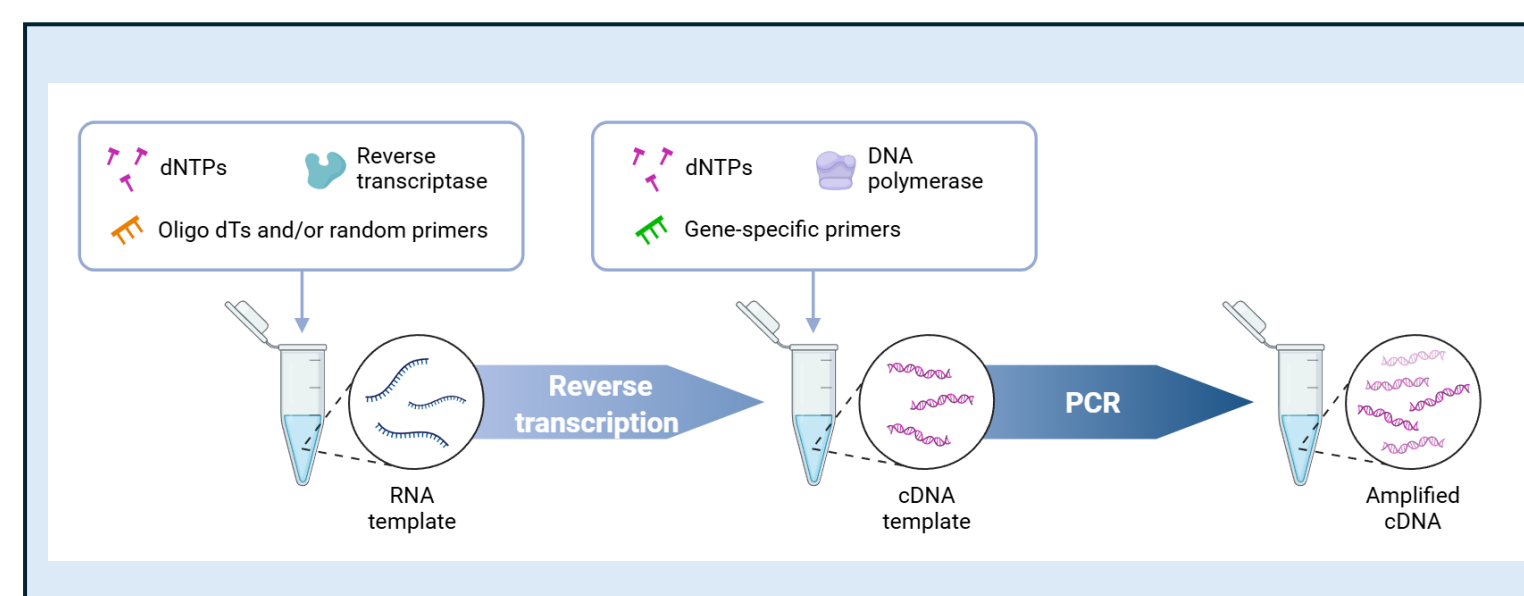 dNTPs
Reverse
transcriptase
Oligo dTs and/or random primers
dNTPs
DNA
polymerase
Gene-specific primers
Reverse
transcription
PCR
RNA
template
cDNA
template
Amplified
cDNA